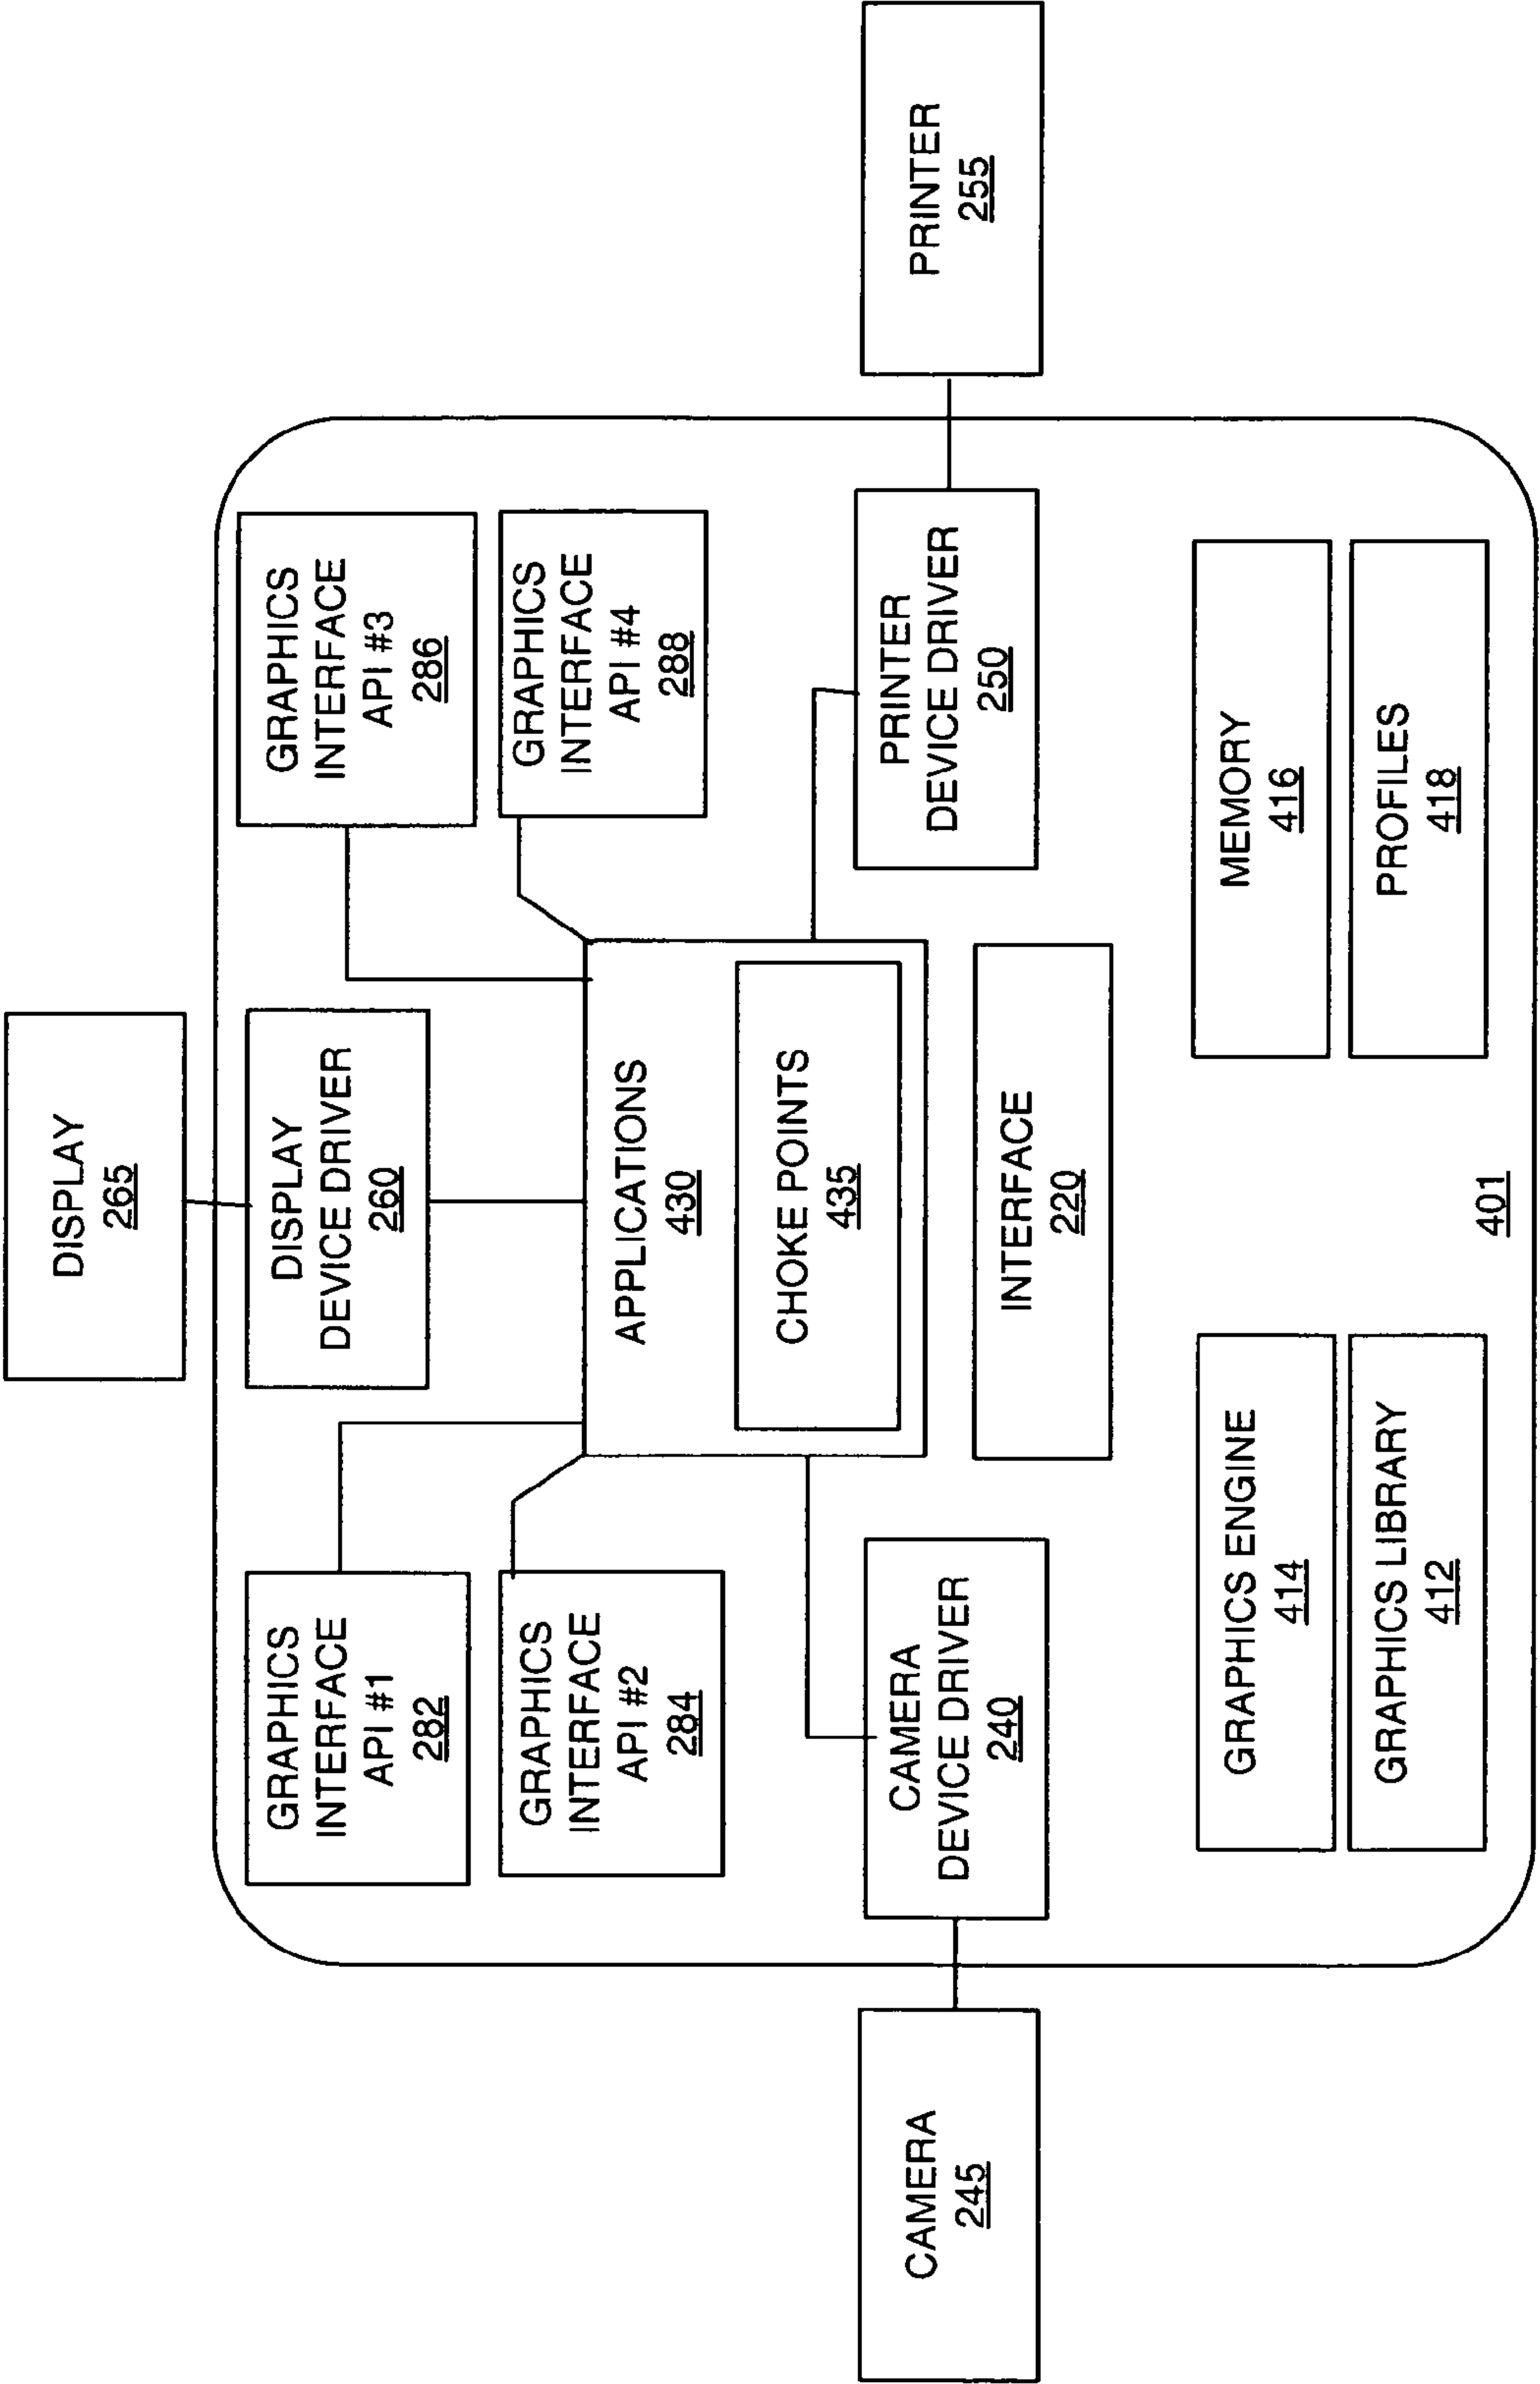 DISPLAY
265
GRAPHICS
INTERFACE
API #1
282
DISPLAY
DEVICE DRIVER
260
GRAPHICS
INTERFACE
API #3
286
GRAPHICS
INTERFACE
API #2
284
GRAPHICS
INTERFACE
API #4
288
APPLICATIONS
430
CHOKE POINTS
435
CAMERA
245
CAMERA
DEVICE DRIVER
240
PRINTER
DEVICE DRIVER
250
PRINTER
255
INTERFACE
220
GRAPHICS ENGINE
414
MEMORY
416
GRAPHICS LIBRARY
412
PROFILES
418
401